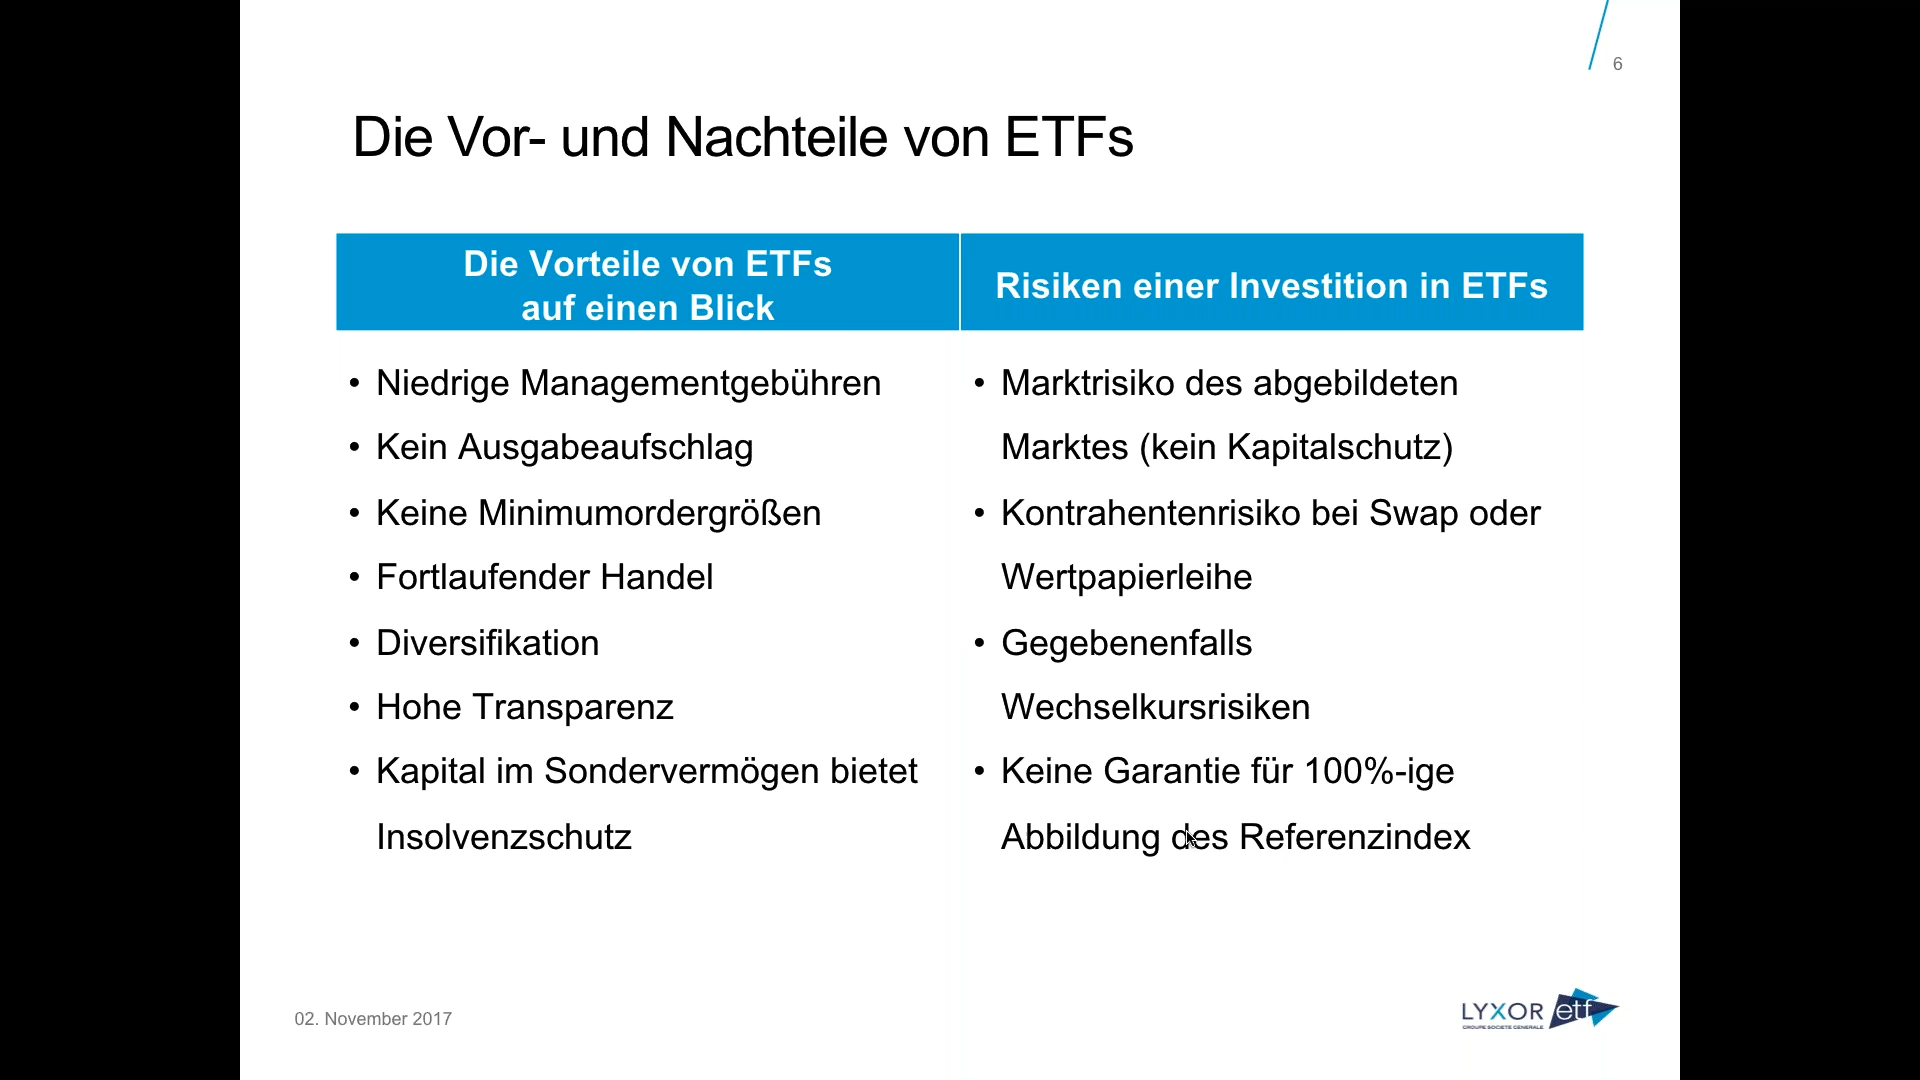 6
Die Vor- und Nachteile von ETFs
Die Vorteile von ETFs
auf einen Blick
• Niedrige Managementgebühren
• Kein Ausgabeaufschlag
• Keine Minimumordergrößen
• Fortlaufender Handel
• Diversifikation
• Hohe Transparenz
• Kapital im Sondervermögen bietet
Insolvenzschutz
Risiken einer Investition in ETFs
• Marktrisiko des abgebildeten
Marktes (kein Kapitalschutz)
• Kontrahentenrisiko bei Swap oder
Wertpapierleihe
• Gegebenenfalls
Wechselkursrisiken
• Keine Garantie für 100%-ige
Abbildung des Referenzindex
02. November 2017
LYXOR etf
GROUPE SOCIETE GENERALE